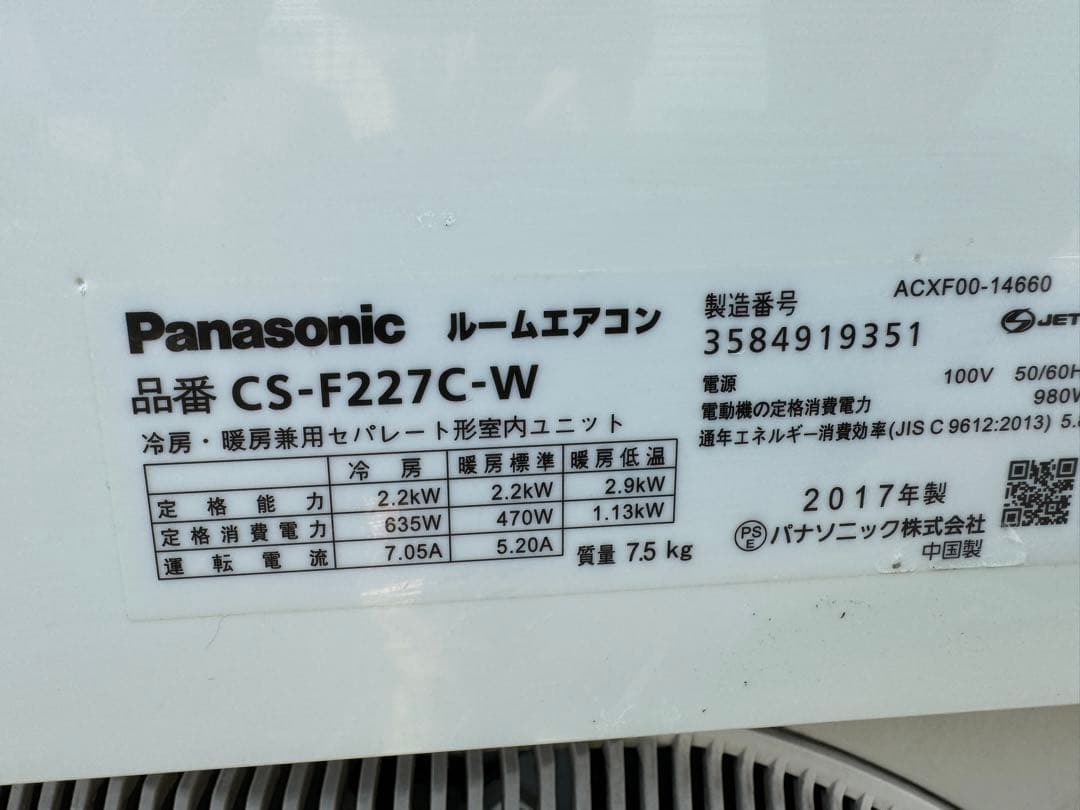 Panasonic ルームエアコン
品番 CS-F227C-W
冷房・暖房兼用セパレート形室内ユニット
冷房 暖房標準 暖房低温
定格能力 2.2kW 2.2kW 2.9kW
定格消費電力 635W 470W 1.13kW
運転電流 7.05A 5.20A
質量 7.5 kg
ACXF00-14660
製造番号
3584919351
JET
電源 100V 50/60H
電動機の定格消費電力 980W
通年エネルギー消費効率(JIS C 9612:2013) 5.
2017年製
PSE パナソニック株式会社
中国製